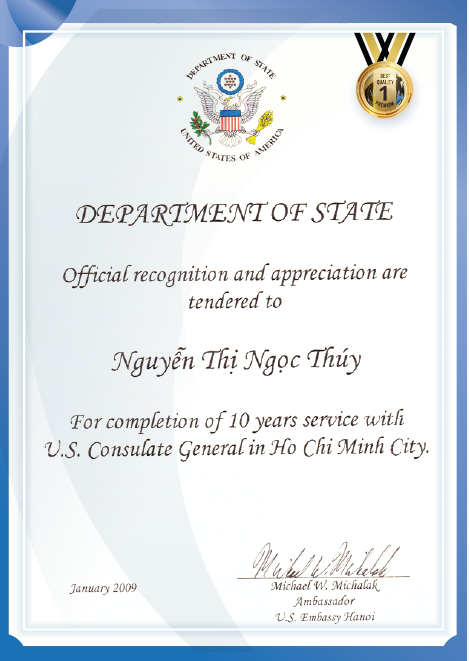 DEPARTMENT OF STATE
UNITED STATES OF AMERICA
BEST
QUALITY
1
PREMIUM
DEPARTMENT OF STATE
Official recognition and appreciation are
tendered to
Nguyễn Thị Ngọc Thúy
For completion of 10 years service with
U.S. Consulate General in Ho Chi Minh City.
Michael W. Michalak
January 2009
Michael W. Michalak
Ambassador
U.S. Embassy Hanoi